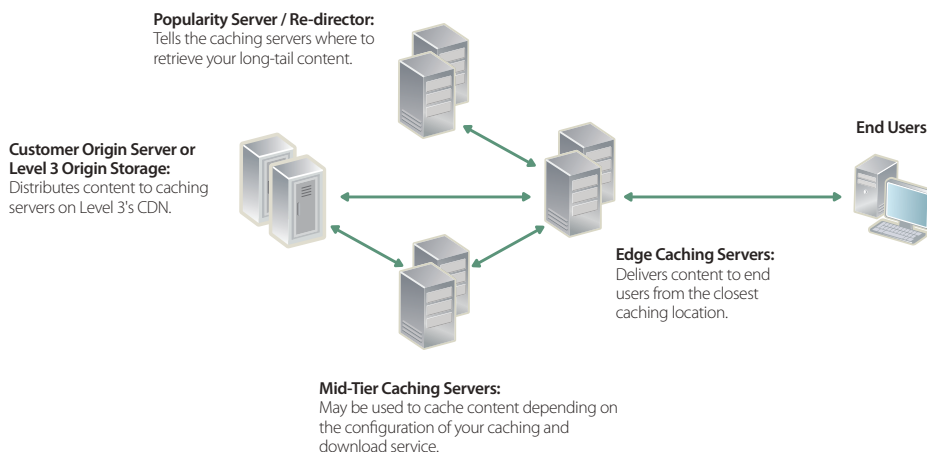 Popularity Server / Re-director:
Tells the caching servers where to
retrieve your long-tail content.
End Users
Customer Origin Server or
Level 3 Origin Storage:
Distributes content to caching
servers on Level 3's CDN.
Edge Caching Servers:
Delivers content to end
users from the closest
caching location.
Mid-Tier Caching Servers:
May be used to cache content depending on
the configuration of your caching and
download service.